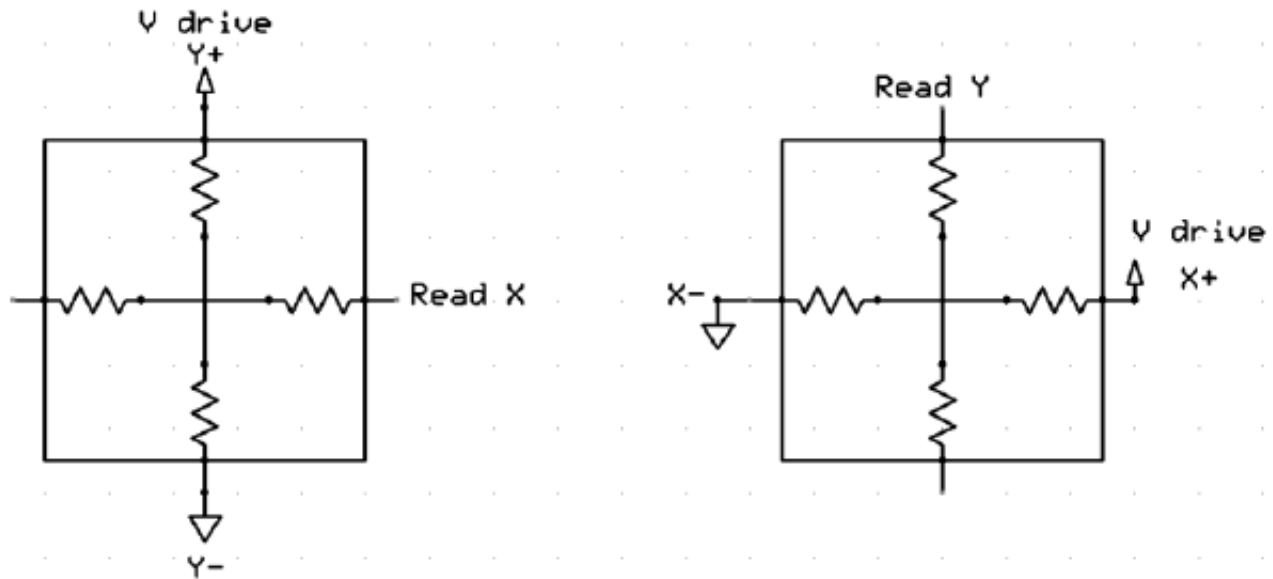 V drive
Y+
Read X
Y-
Read Y
V drive
X+
X-